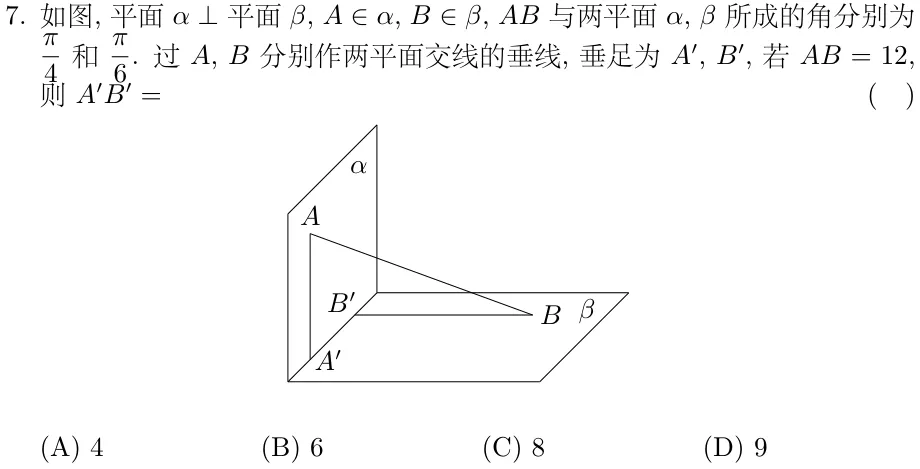 7. 如图, 平面 α ⊥ 平面 β, A ∈ α, B ∈ β, AB 与两平面 α, β 所成的角分别为
π/4 和 π/6. 过 A, B 分别作两平面交线的垂线, 垂足为 A′, B′, 若 AB = 12,
则 A′B′ = ( )
α
A
B′
B β
A′
(A) 4 (B) 6 (C) 8 (D) 9